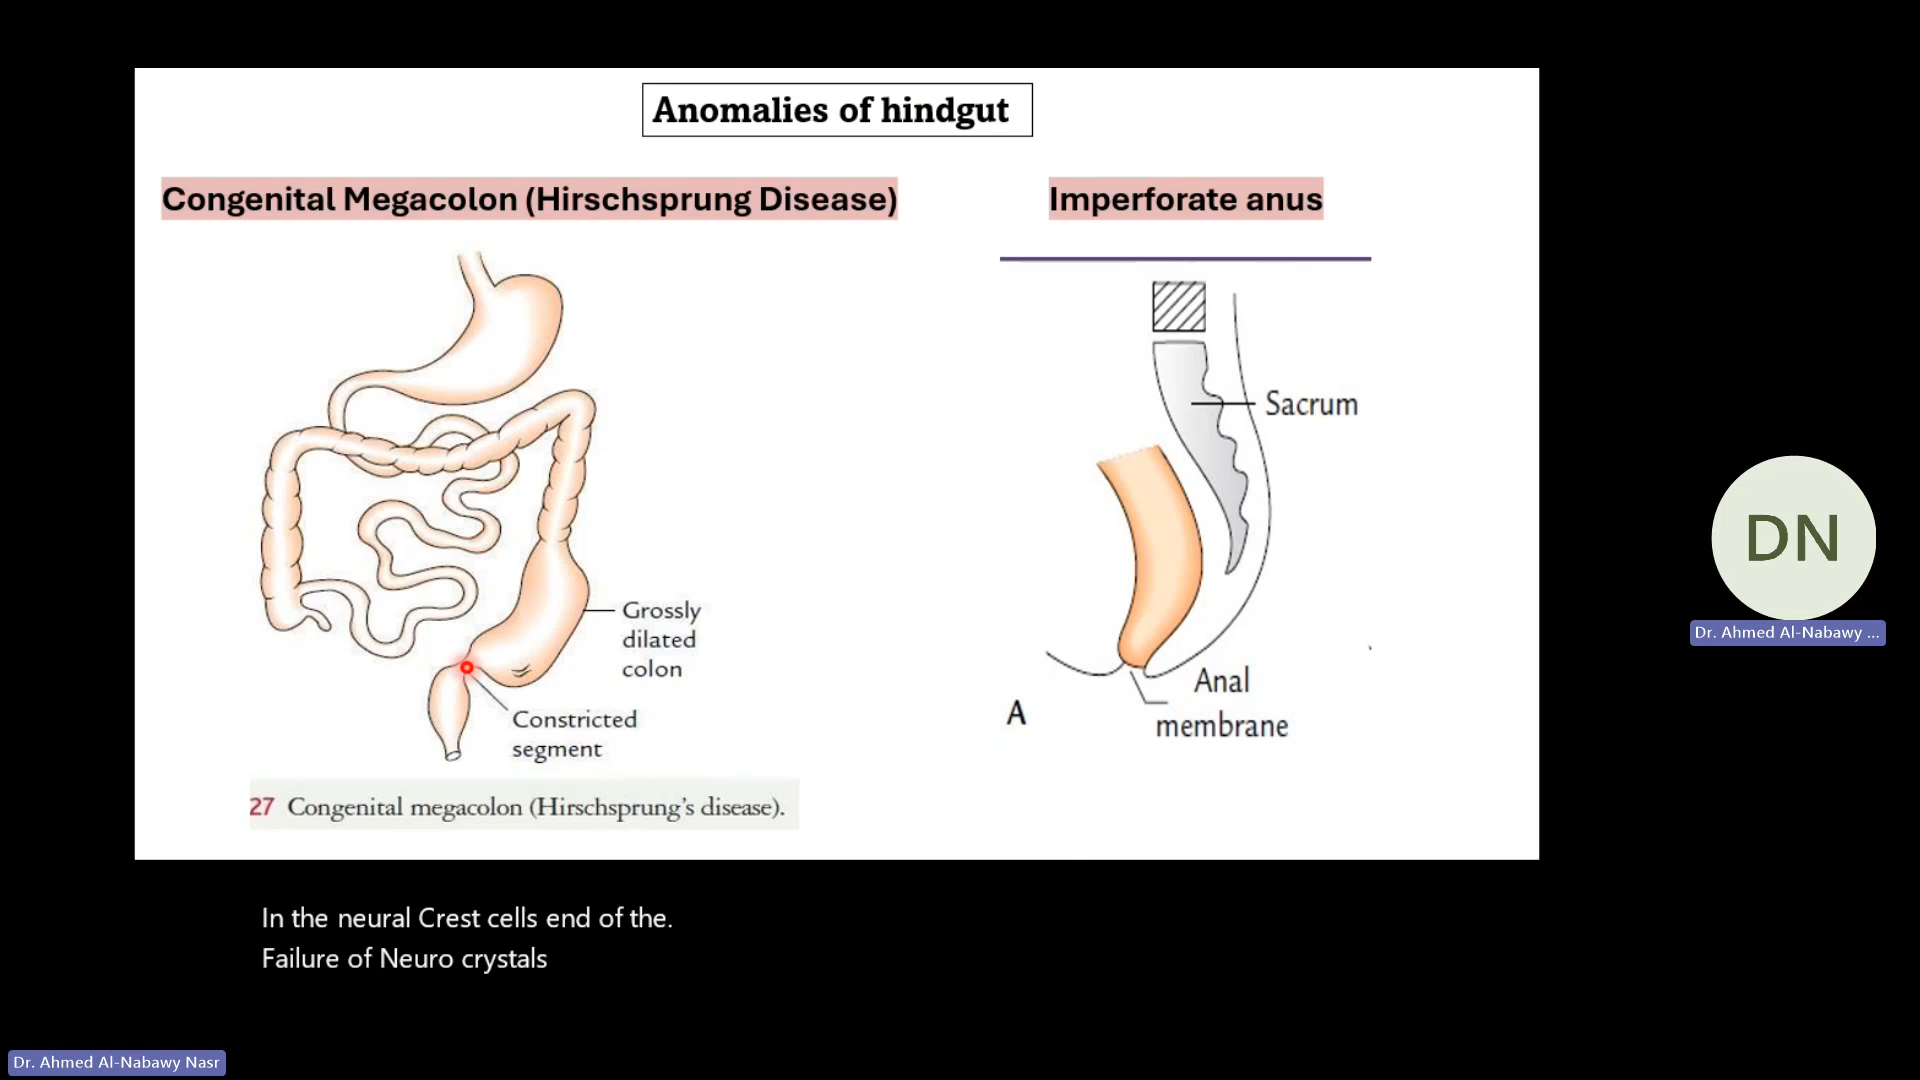 Anomalies of hindgut
Congenital Megacolon (Hirschsprung Disease)
Imperforate anus
Grossly
dilated
colon
Constricted
segment
27 Congenital megacolon (Hirschsprung's disease).
Sacrum
Anal
membrane
A
DN
Dr. Ahmed Al-Nabawy ...
In the neural Crest cells end of the.
Failure of Neuro crystals
Dr. Ahmed Al-Nabawy Nasr